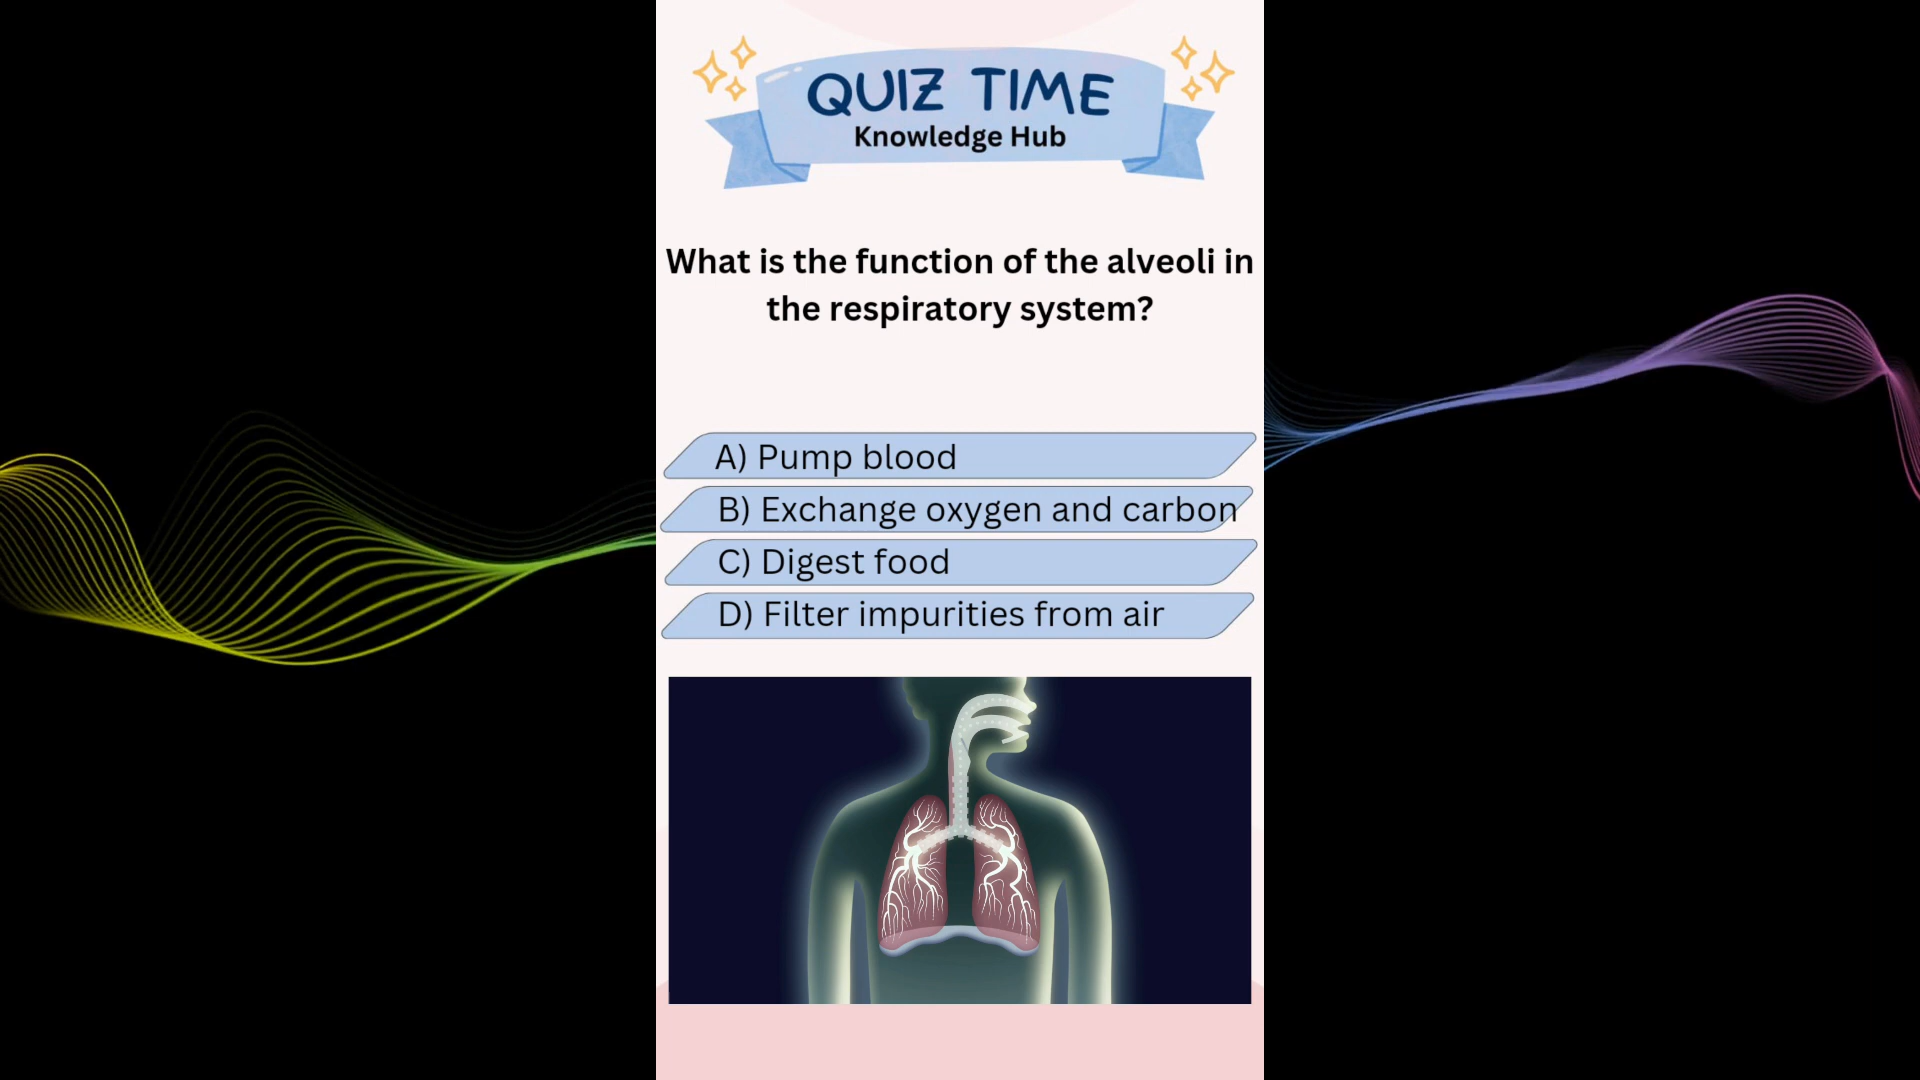 QUIZ TIME
Knowledge Hub
What is the function of the alveoli in
the respiratory system?
A) Pump blood
B) Exchange oxygen and carbon
C) Digest food
D) Filter impurities from air